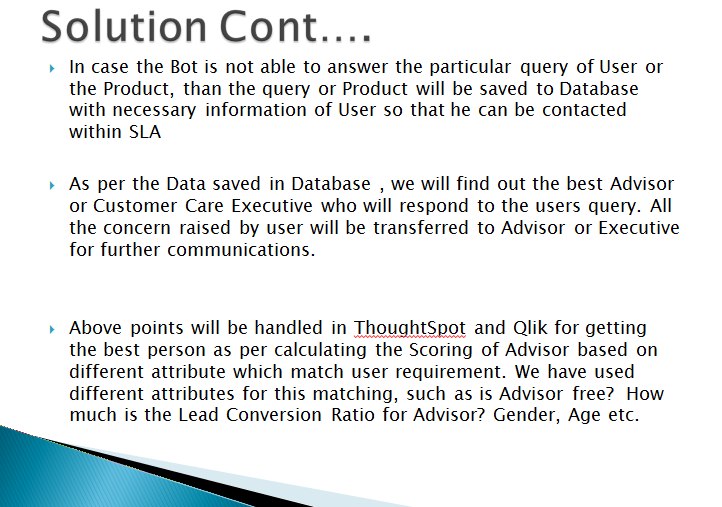 Solution Cont....
In case the Bot is not able to answer the particular query of User or
the Product, than the query or Product will be saved to Database
with necessary information of User so that he can be contacted
within SLA
As per the Data saved in Database , we will find out the best Advisor
or Customer Care Executive who will respond to the users query. All
the concern raised by user will be transferred to Advisor or Executive
for further communications.
Above points will be handled in ThoughtSpot and Qlik for getting
the best person as per calculating the Scoring of Advisor based on
different attribute which match user requirement. We have used
different attributes for this matching, such as is Advisor free? How
much is the Lead Conversion Ratio for Advisor? Gender, Age etc.